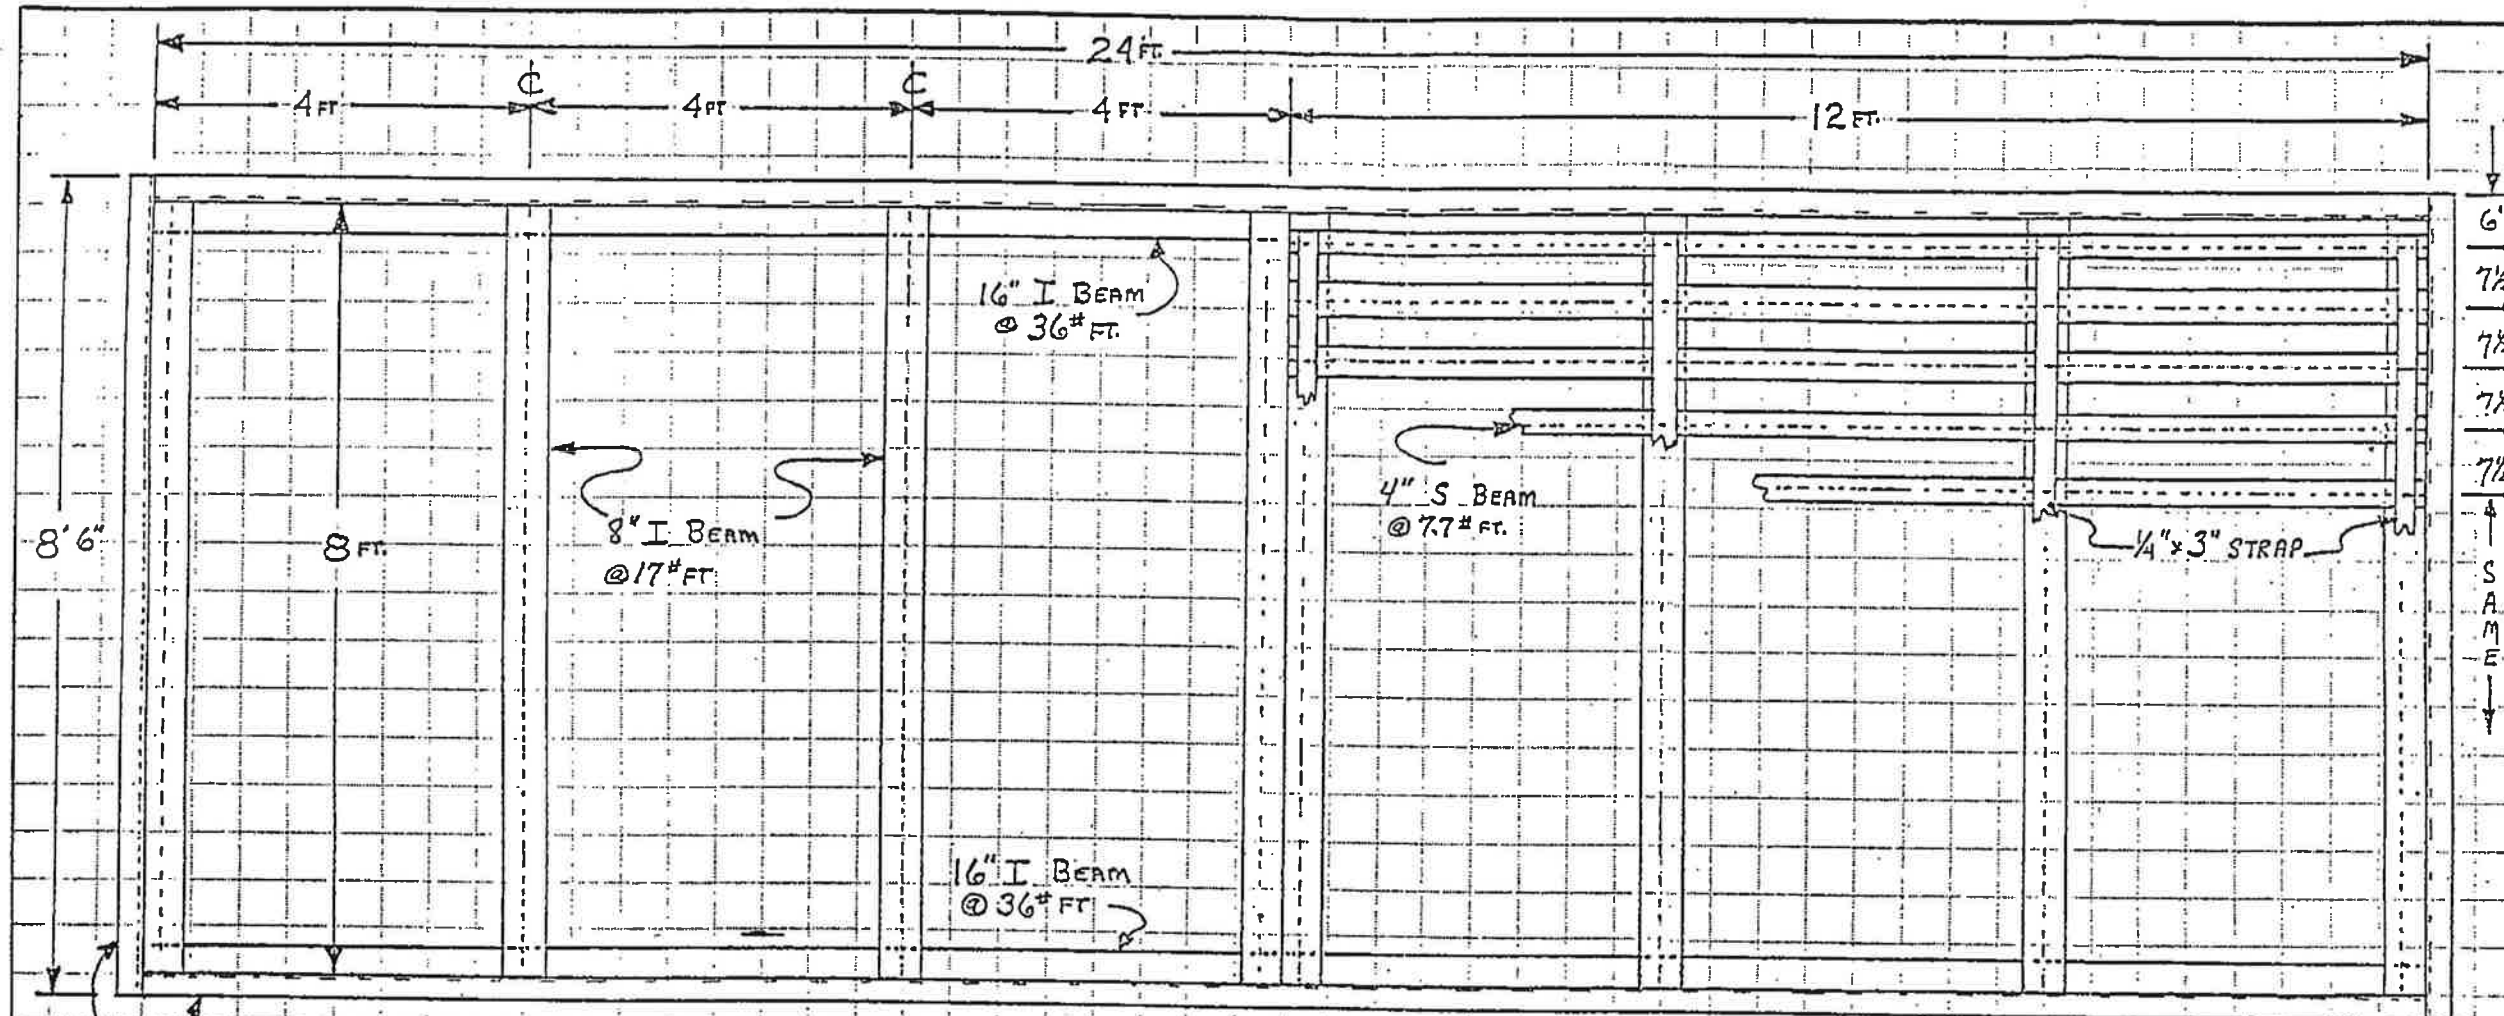 24 FT.
C C
4 FT 4 FT 4 FT. 12 FT.
6"
16" I BEAM
@ 36# FT.
8'6"
8 FT.
8" I BEAM
@ 17# FT.
4" S BEAM
@ 7.7# FT.
1/4" x 3" STRAP
SAME
16" I BEAM
@ 36# FT.